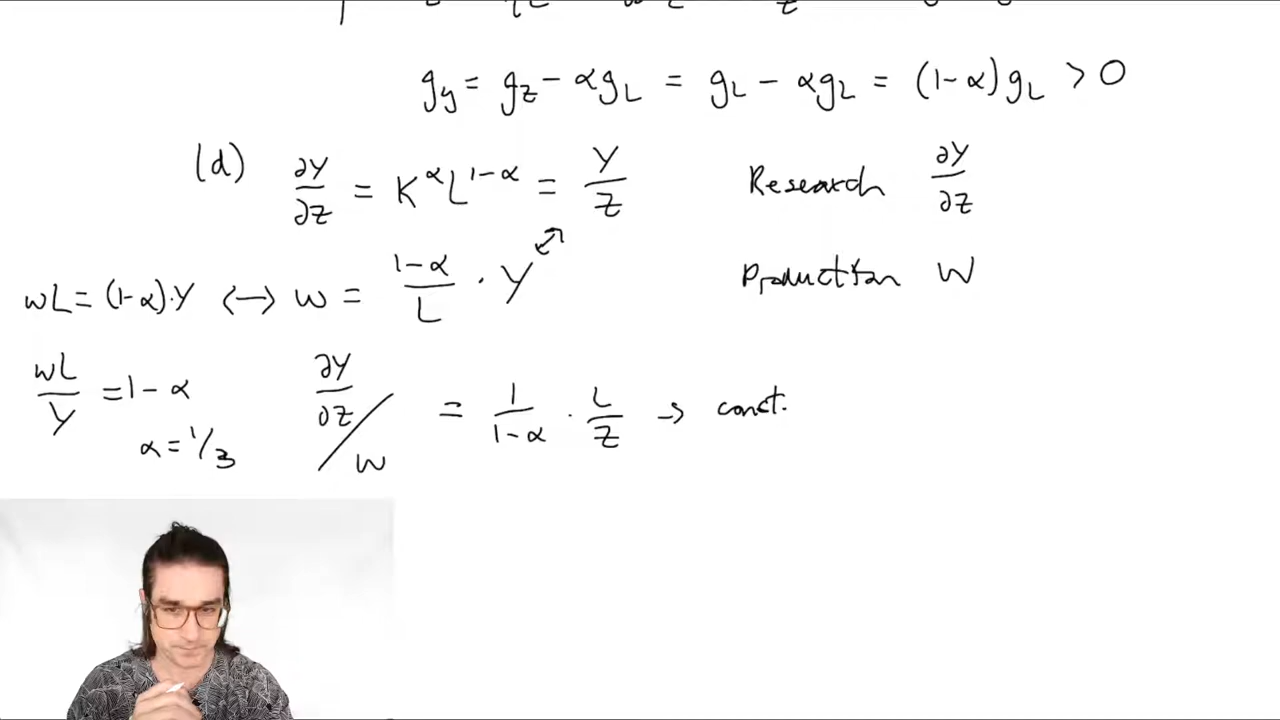 g_y = g_z - αg_L = g_L - αg_L = (1-α)g_L > 0
(d) ∂Y/∂Z = K^α L^{1-α} = Y/Z
Research ∂Y/∂Z
wL = (1-α)·Y ⟷ w = (1-α)/L · Y
Production W
wL/Y = 1-α
α = 1/3
∂Y/∂Z / W = 1/(1-α) · L/Z → const.